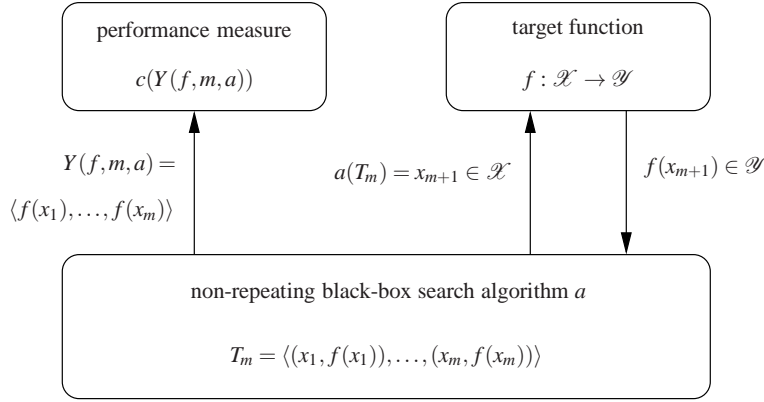 performance measure
c(Y(f,m,a))
target function
f : 𝒳 → 𝒴
Y(f,m,a) =
⟨f(x₁),...,f(xₘ)⟩
a(Tₘ) = xₘ₊₁ ∈ 𝒳
f(xₘ₊₁) ∈ 𝒴
non-repeating black-box search algorithm a
Tₘ = ⟨(x₁, f(x₁)),...,(xₘ, f(xₘ))⟩